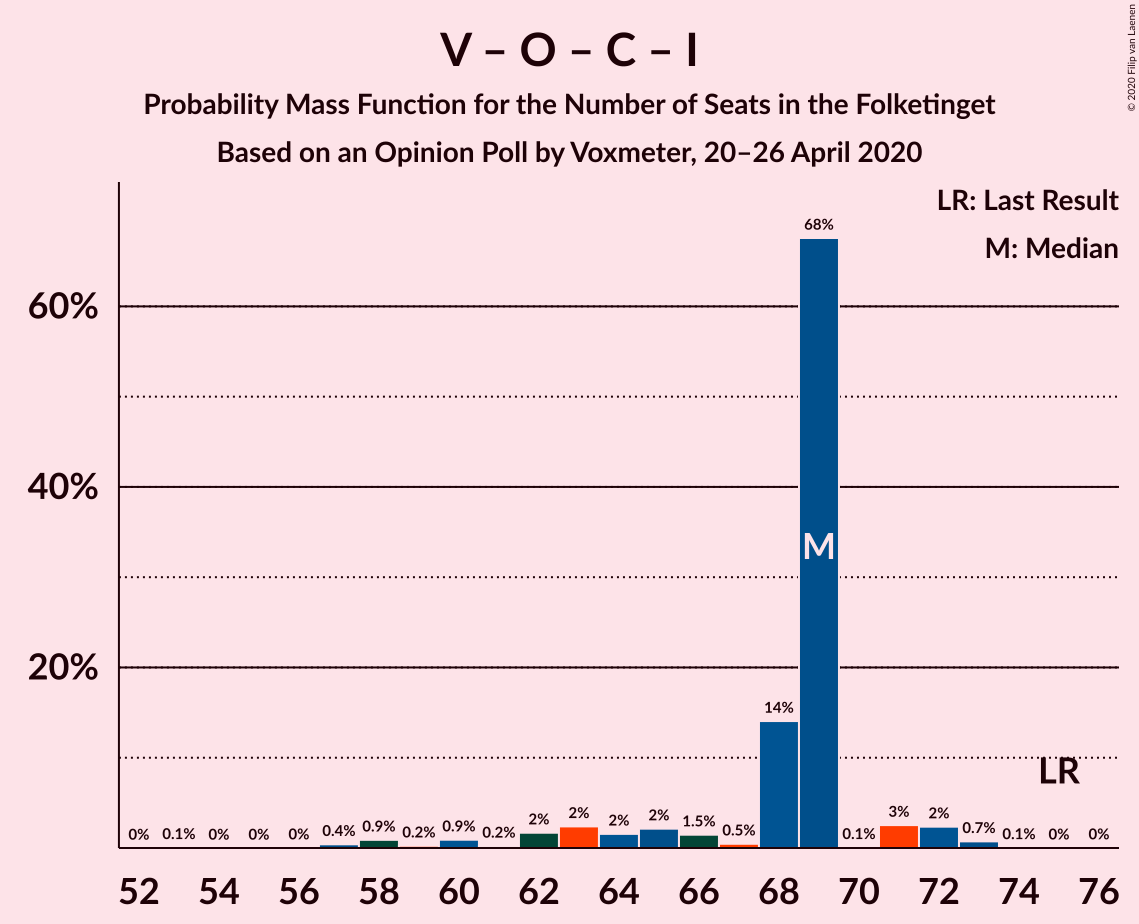 V – O – C – I
Probability Mass Function for the Number of Seats in the Folketinget
Based on an Opinion Poll by Voxmeter, 20–26 April 2020
© 2020 Filip van Laenen
LR: Last Result
M: Median
60%
40%
20%
0% 0.1% 0% 0% 0% 0.4% 0.9% 0.2% 0.9% 0.2% 2% 2% 2% 2% 1.5% 0.5% 14% 68% 0.1% 3% 2% 0.7% 0.1% 0% 0%
M
LR
52 54 56 58 60 62 64 66 68 70 72 74 76